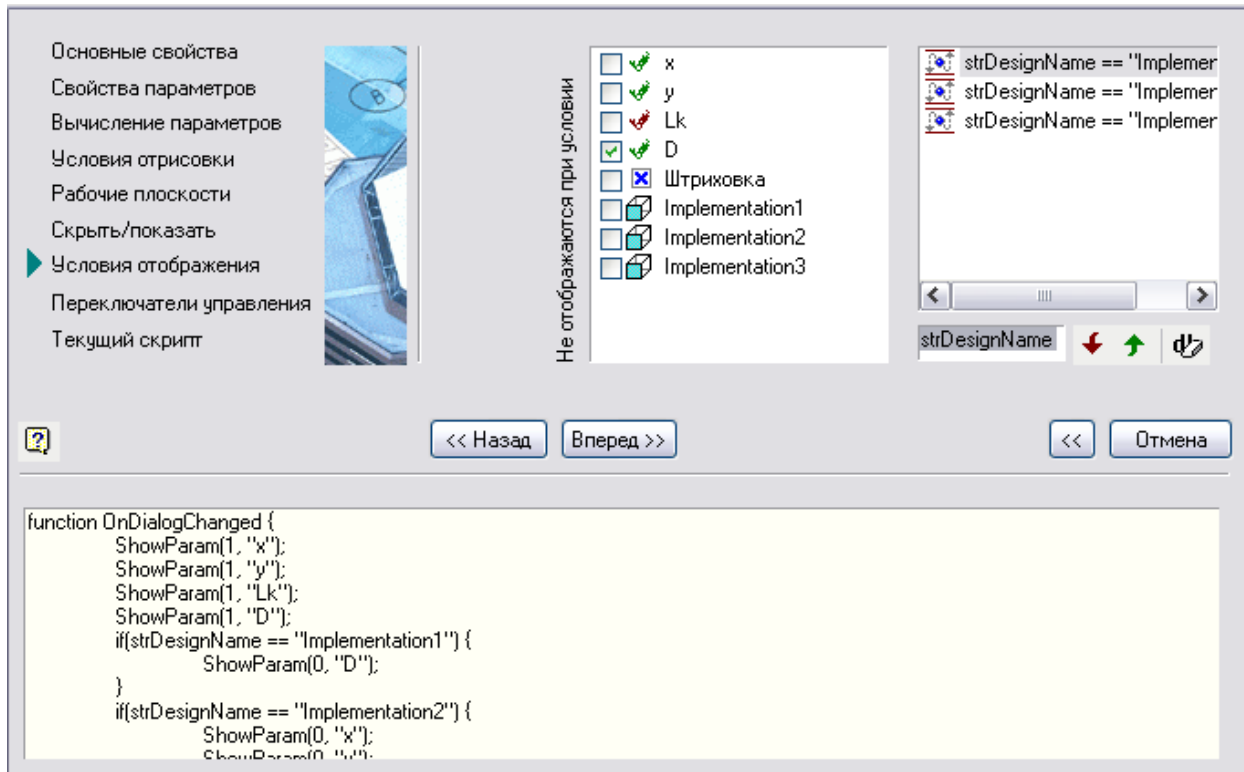 Основные свойства
Свойства параметров
Вычисление параметров
Условия отрисовки
Рабочие плоскости
Скрыть/показать
Условия отображения
Переключатели управления
Текущий скрипт
Не отображаются при условии
x
y
Lk
D
Штриховка
Implementation1
Implementation2
Implementation3
strDesignName == "Implemer
strDesignName == "Implemer
strDesignName == "Implemer
strDesignName
<< Назад
Вперед >>
<<
Отмена
function OnDialogChanged {
ShowParam(1, "x");
ShowParam(1, "y");
ShowParam(1, "Lk");
ShowParam(1, "D");
if(strDesignName == "Implementation1") {
ShowParam(0, "D");
}
if(strDesignName == "Implementation2") {
ShowParam(0, "x");
ShowParam(0, "y");